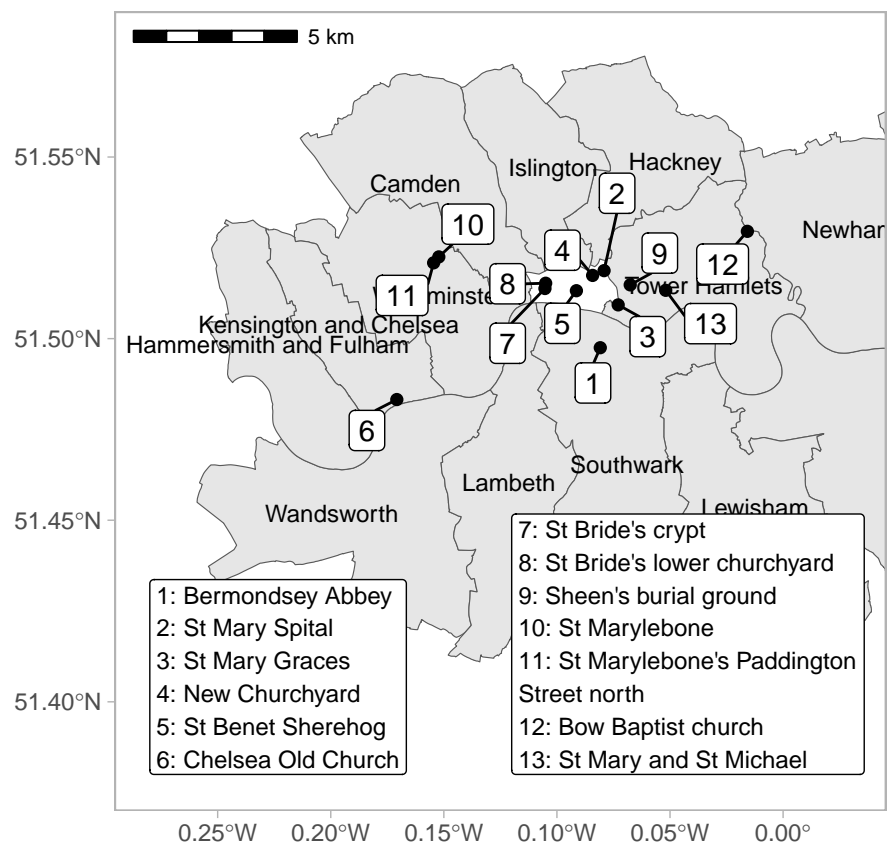 5 km
51.55°N
51.50°N
51.45°N
51.40°N
Hackney
Islington
Camden
2
10
Newham
4
9
12
11
Westminster
8
Tower Hamlets
Kensington and Chelsea
5
13
Hammersmith and Fulham
7
3
1
6
Southwark
Lambeth
Wandsworth
Lewisham
1: Bermondsey Abbey
2: St Mary Spital
3: St Mary Graces
4: New Churchyard
5: St Benet Sherehog
6: Chelsea Old Church
7: St Bride's crypt
8: St Bride's lower churchyard
9: Sheen's burial ground
10: St Marylebone
11: St Marylebone's Paddington
Street north
12: Bow Baptist church
13: St Mary and St Michael
0.25°W
0.20°W
0.15°W
0.10°W
0.05°W
0.00°